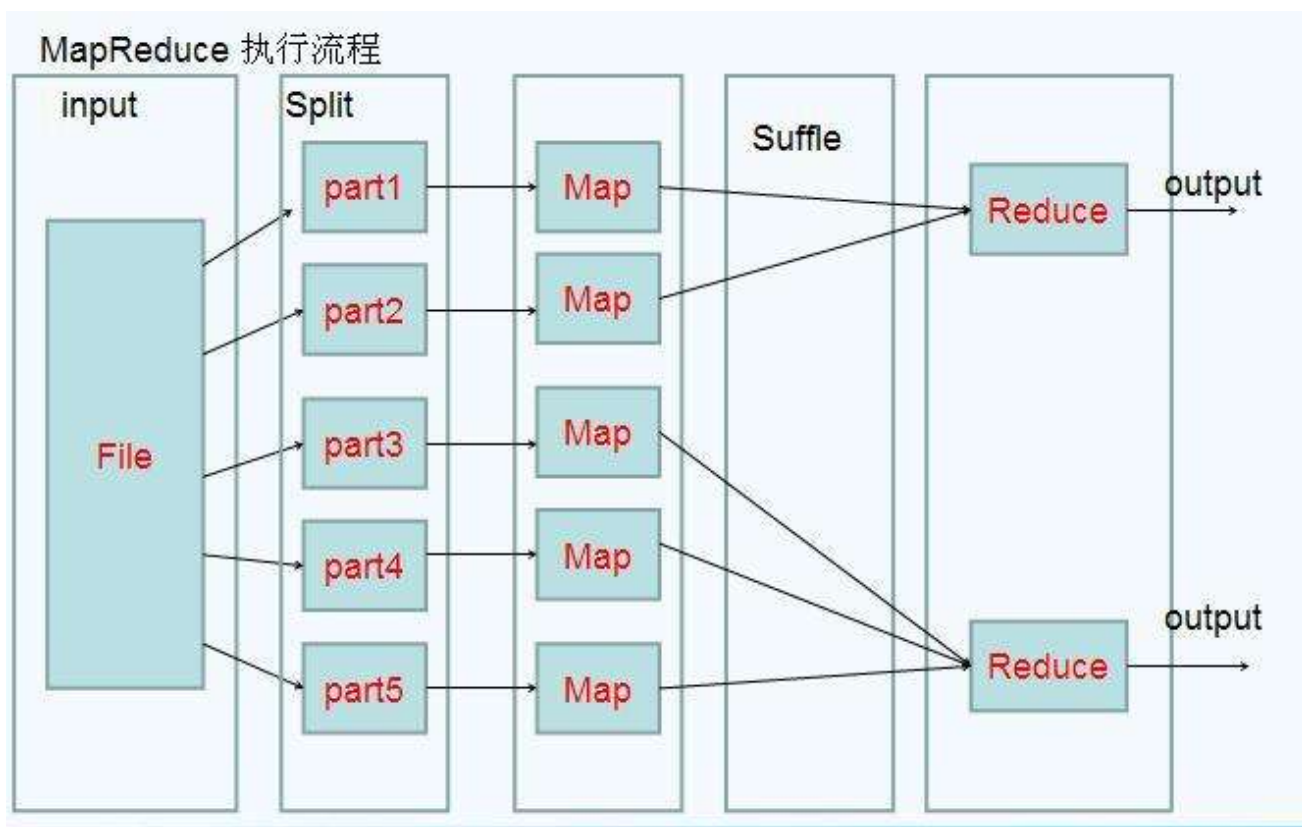 MapReduce 执行流程
input
Split
Suffle
part1
Map
Reduce
output
part2
Map
File
part3
Map
part4
Map
part5
Map
Reduce
output